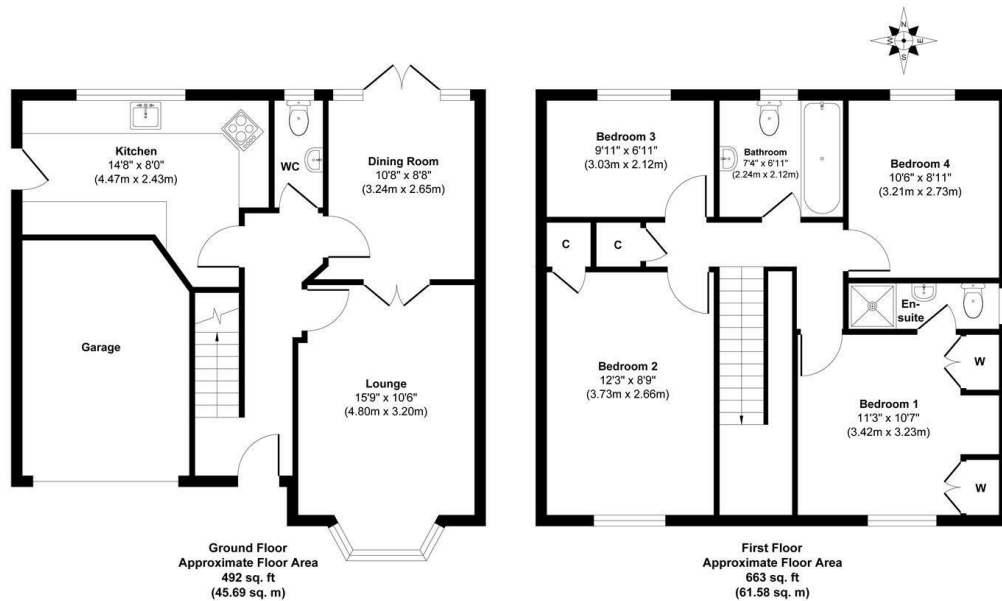 N
W
E
S
Kitchen
14'8" x 8'0"
(4.47m x 2.43m)
WC
Dining Room
10'8" x 8'8"
(3.24m x 2.65m)
Garage
Lounge
15'9" x 10'6"
(4.80m x 3.20m)
Ground Floor
Approximate Floor Area
492 sq. ft
(45.69 sq. m)
Bedroom 3
9'11" x 6'11"
(3.03m x 2.12m)
Bathroom
7'4" x 6'11"
(2.24m x 2.12m)
Bedroom 4
10'6" x 8'11"
(3.21m x 2.73m)
C
C
En-
suite
Bedroom 2
12'3" x 8'9"
(3.73m x 2.66m)
W
Bedroom 1
11'3" x 10'7"
(3.42m x 3.23m)
W
First Floor
Approximate Floor Area
663 sq. ft
(61.58 sq. m)